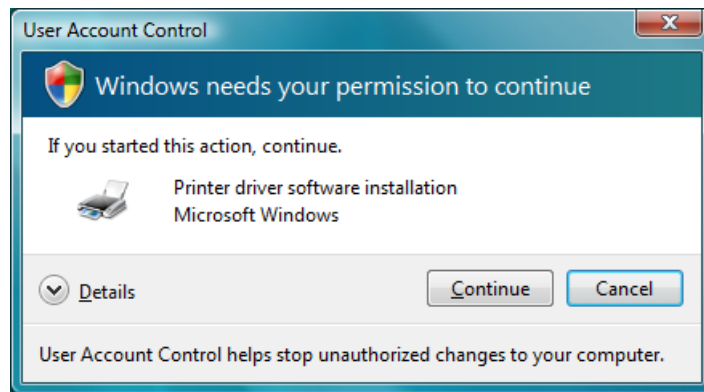 User Account Control
Windows needs your permission to continue
If you started this action, continue.
Printer driver software installation
Microsoft Windows
Details
Continue
Cancel
User Account Control helps stop unauthorized changes to your computer.